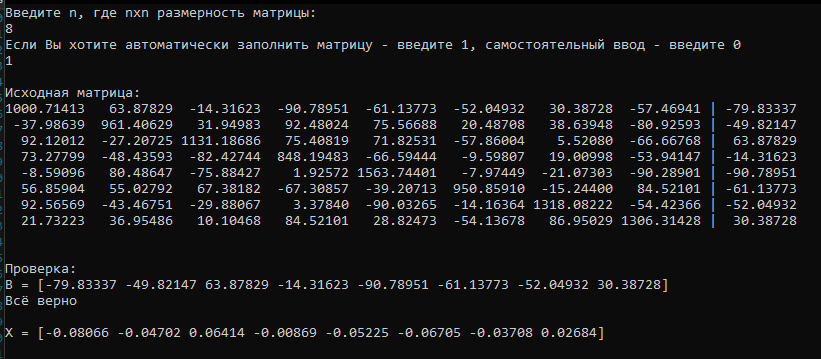 Введите n, где nxn размерность матрицы:
8
Если Вы хотите автоматически заполнить матрицу - введите 1, самостоятельный ввод - введите 0
1
Исходная матрица:
1000.71413 63.87829 -14.31623 -90.78951 -61.13773 -52.04932 30.38728 -57.46941 | -79.83337
-37.98639 961.40629 31.94983 92.48024 75.56688 20.48708 38.63948 -80.92593 | -49.82147
92.12012 -27.20725 1131.18686 75.40819 71.82531 -57.86004 5.52080 -66.66768 | 63.87829
73.27799 -48.43593 -82.42744 848.19483 -66.59444 -9.59807 19.00998 -53.94147 | -14.31623
-8.59096 80.48647 -75.88427 1.92572 1563.74401 -7.97449 -21.07303 -90.28901 | -90.78951
56.85904 55.02792 67.38182 -67.30857 -39.20713 950.85910 -15.24400 84.52101 | -61.13773
92.56569 -43.46751 -29.88067 3.37840 -90.03265 -14.16364 1318.08222 -54.42366 | -52.04932
21.73223 36.95486 10.10468 84.52101 28.82473 -54.13678 86.95029 1306.31428 | 30.38728
Проверка:
B = [-79.83337 -49.82147 63.87829 -14.31623 -90.78951 -61.13773 -52.04932 30.38728]
Всё верно
X = [-0.08066 -0.04702 0.06414 -0.00869 -0.05225 -0.06705 -0.03708 0.02684]